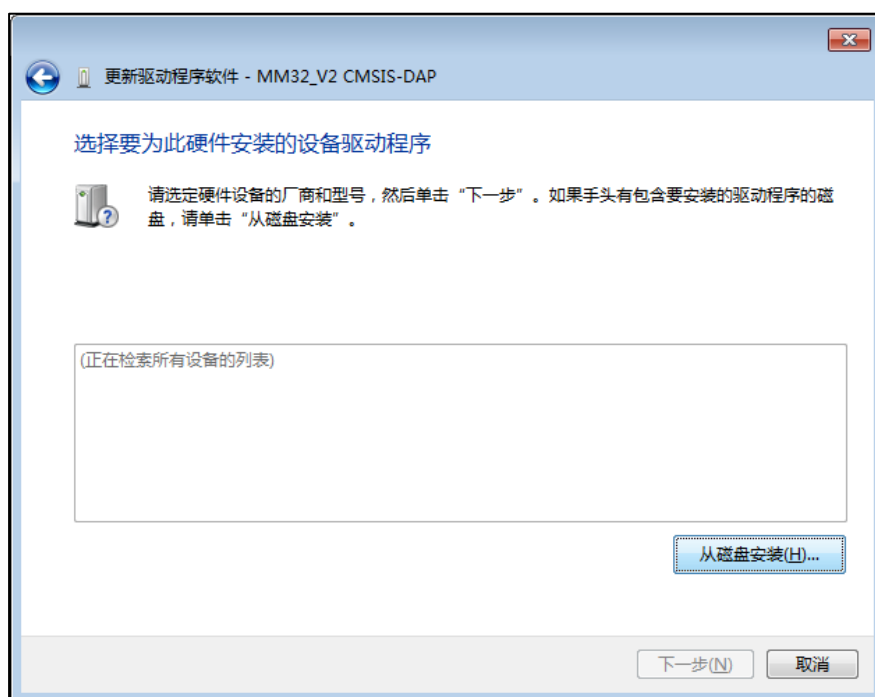 更新驱动程序软件 - MM32_V2 CMSIS-DAP
选择要为此硬件安装的设备驱动程序
请选定硬件设备的厂商和型号，然后单击“下一步”。如果手头有包含要安装的驱动程序的磁
盘，请单击“从磁盘安装”。
(正在检索所有设备的列表)
从磁盘安装(H)...
下一步(N)
取消